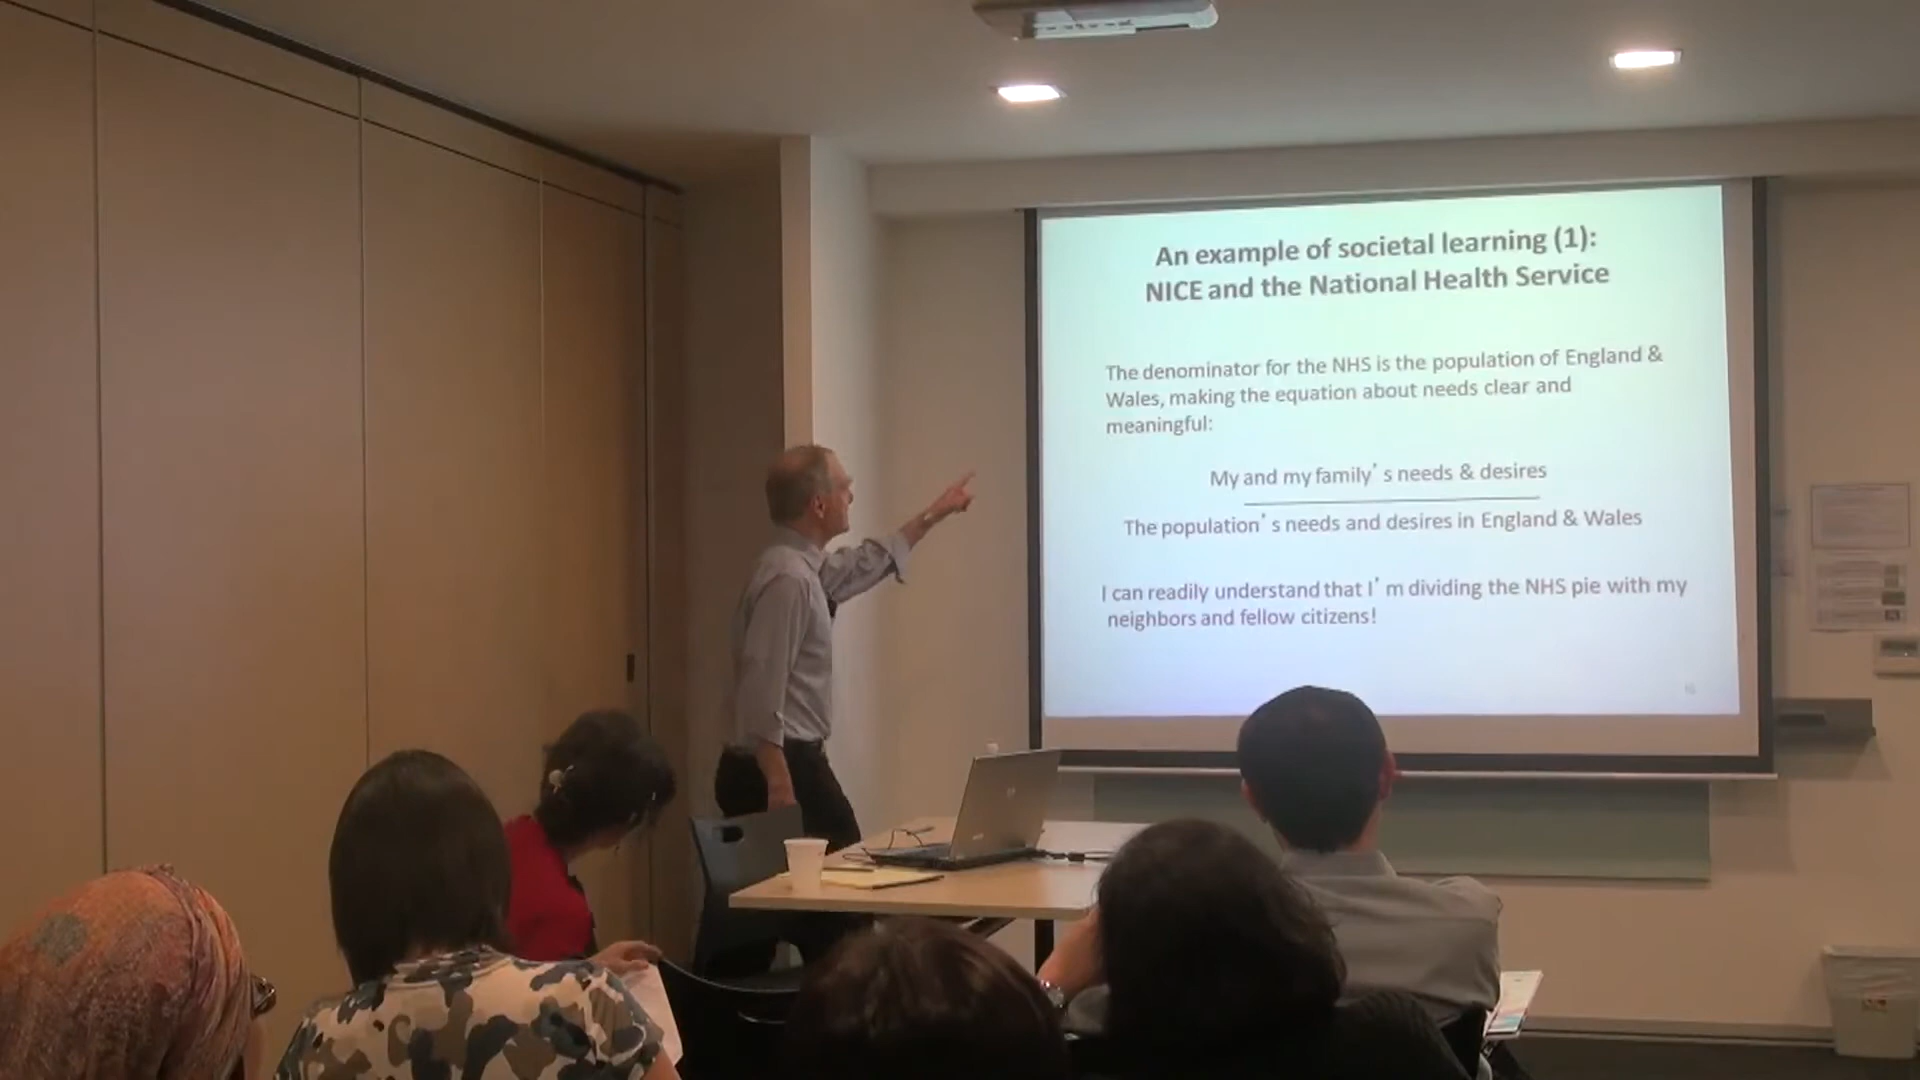 An example of societal learning (1):
NICE and the National Health Service
The denominator for the NHS is the population of England &
Wales, making the equation about needs clear and
meaningful:
My and my family's needs & desires
The population's needs and desires in England & Wales
I can readily understand that I'm dividing the NHS pie with my
neighbors and fellow citizens!